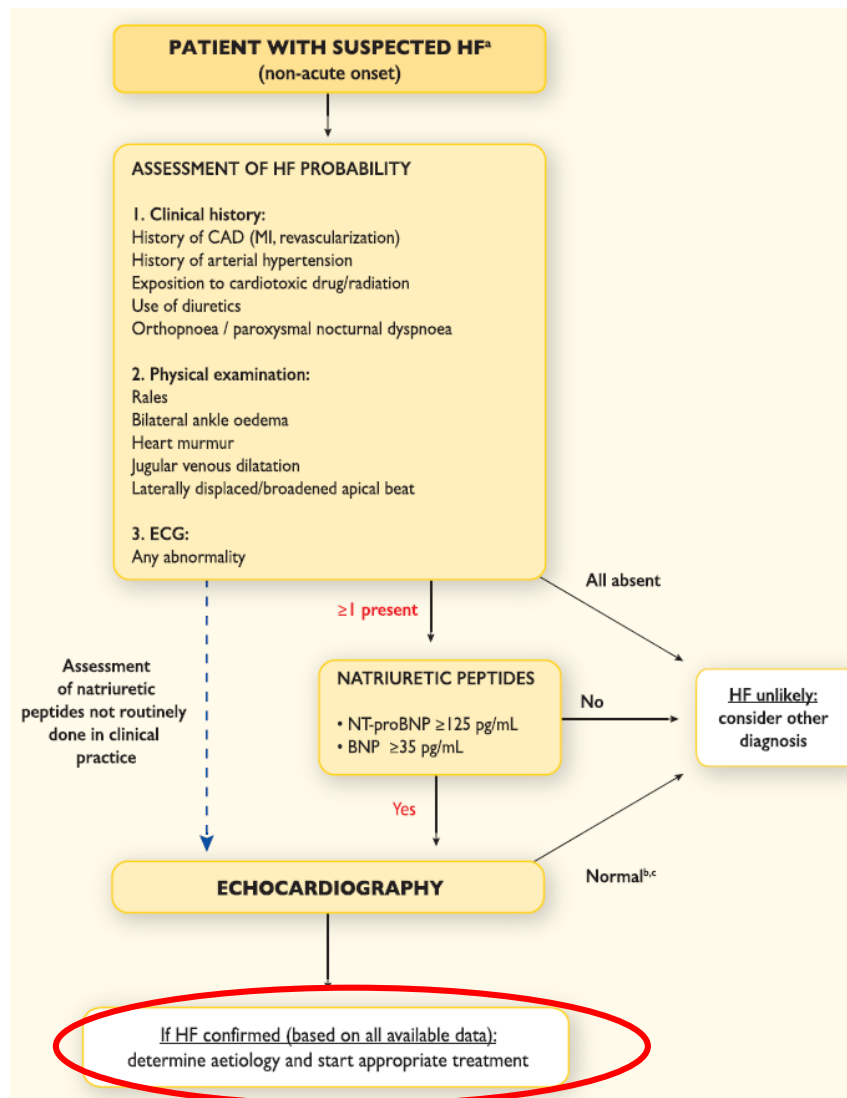 PATIENT WITH SUSPECTED HFᵃ
(non-acute onset)
ASSESSMENT OF HF PROBABILITY
1. Clinical history:
History of CAD (MI, revascularization)
History of arterial hypertension
Exposition to cardiotoxic drug/radiation
Use of diuretics
Orthopnoea / paroxysmal nocturnal dyspnoea
2. Physical examination:
Rales
Bilateral ankle oedema
Heart murmur
Jugular venous dilatation
Laterally displaced/broadened apical beat
3. ECG:
Any abnormality
All absent
≥1 present
Assessment
of natriuretic
peptides not routinely
done in clinical
practice
NATRIURETIC PEPTIDES
• NT-proBNP ≥125 pg/mL
• BNP ≥35 pg/mL
No
HF unlikely:
consider other
diagnosis
Yes
Normalᵇ,ᶜ
ECHOCARDIOGRAPHY
If HF confirmed (based on all available data):
determine aetiology and start appropriate treatment